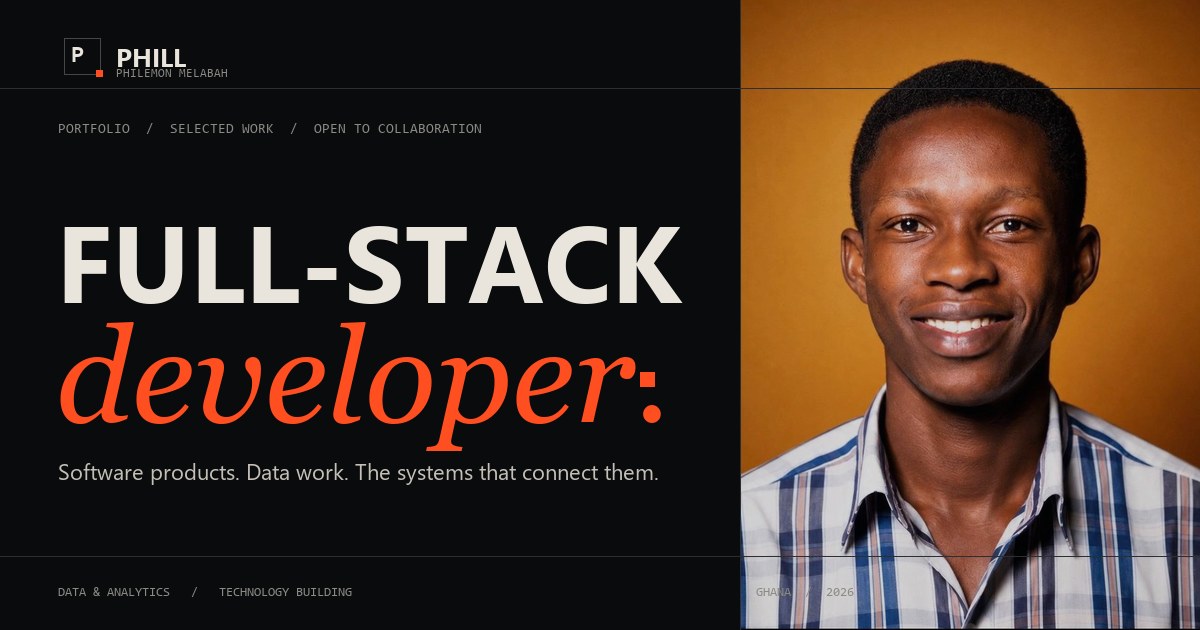 P
PHILL
PHILEMON MELABAH
PORTFOLIO / SELECTED WORK / OPEN TO COLLABORATION
FULL-STACK
developer:
Software products. Data work. The systems that connect them.
DATA & ANALYTICS / TECHNOLOGY BUILDING
GHANA / 2026